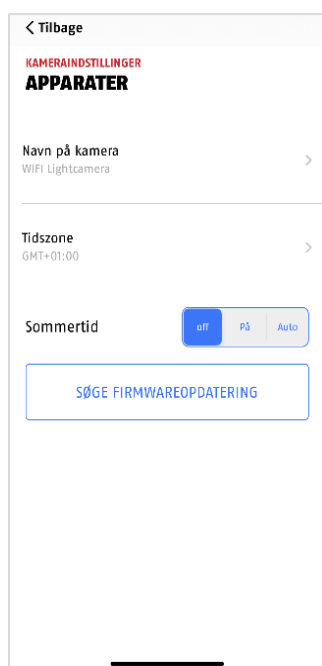 Tilbage
KAMERAINDSTILLINGER
APPARATER
Navn på kamera
WIFI Lightcamera
Tidszone
GMT+01:00
Sommertid off På Auto
SØGE FIRMWAREOPDATERING